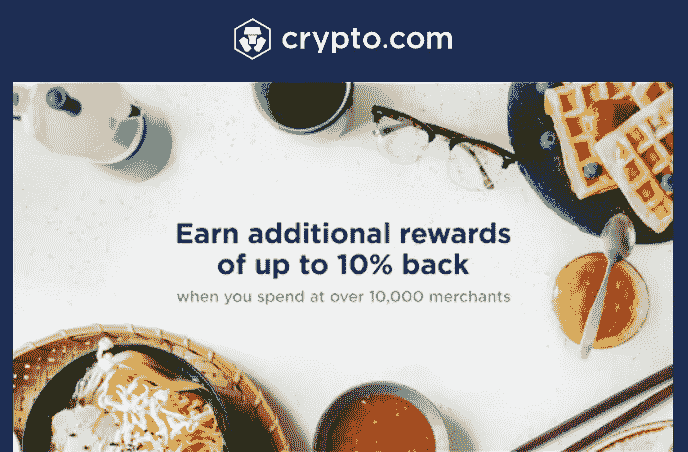 crypto.com
Earn additional rewards
of up to 10% back
when you spend at over 10,000 merchants